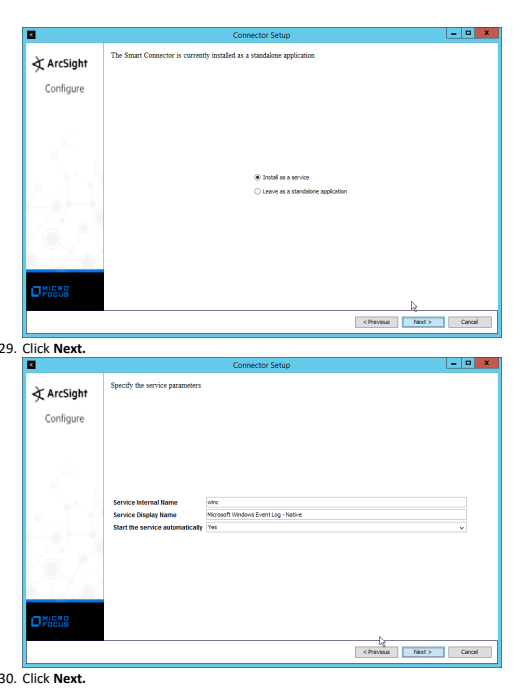 Connector Setup
ArcSight
Configure
The Smart Connector is currently installed as a standalone application
Install as a service
Leave as a standalone application
MICRO
FOCUS
< Previous Next > Cancel
29. Click Next.
Connector Setup
ArcSight
Configure
Specify the service parameters
Service Internal Name winc
Service Display Name Microsoft Windows Event Log - Native
Start the service automatically Yes
MICRO
FOCUS
< Previous Next > Cancel
30. Click Next.